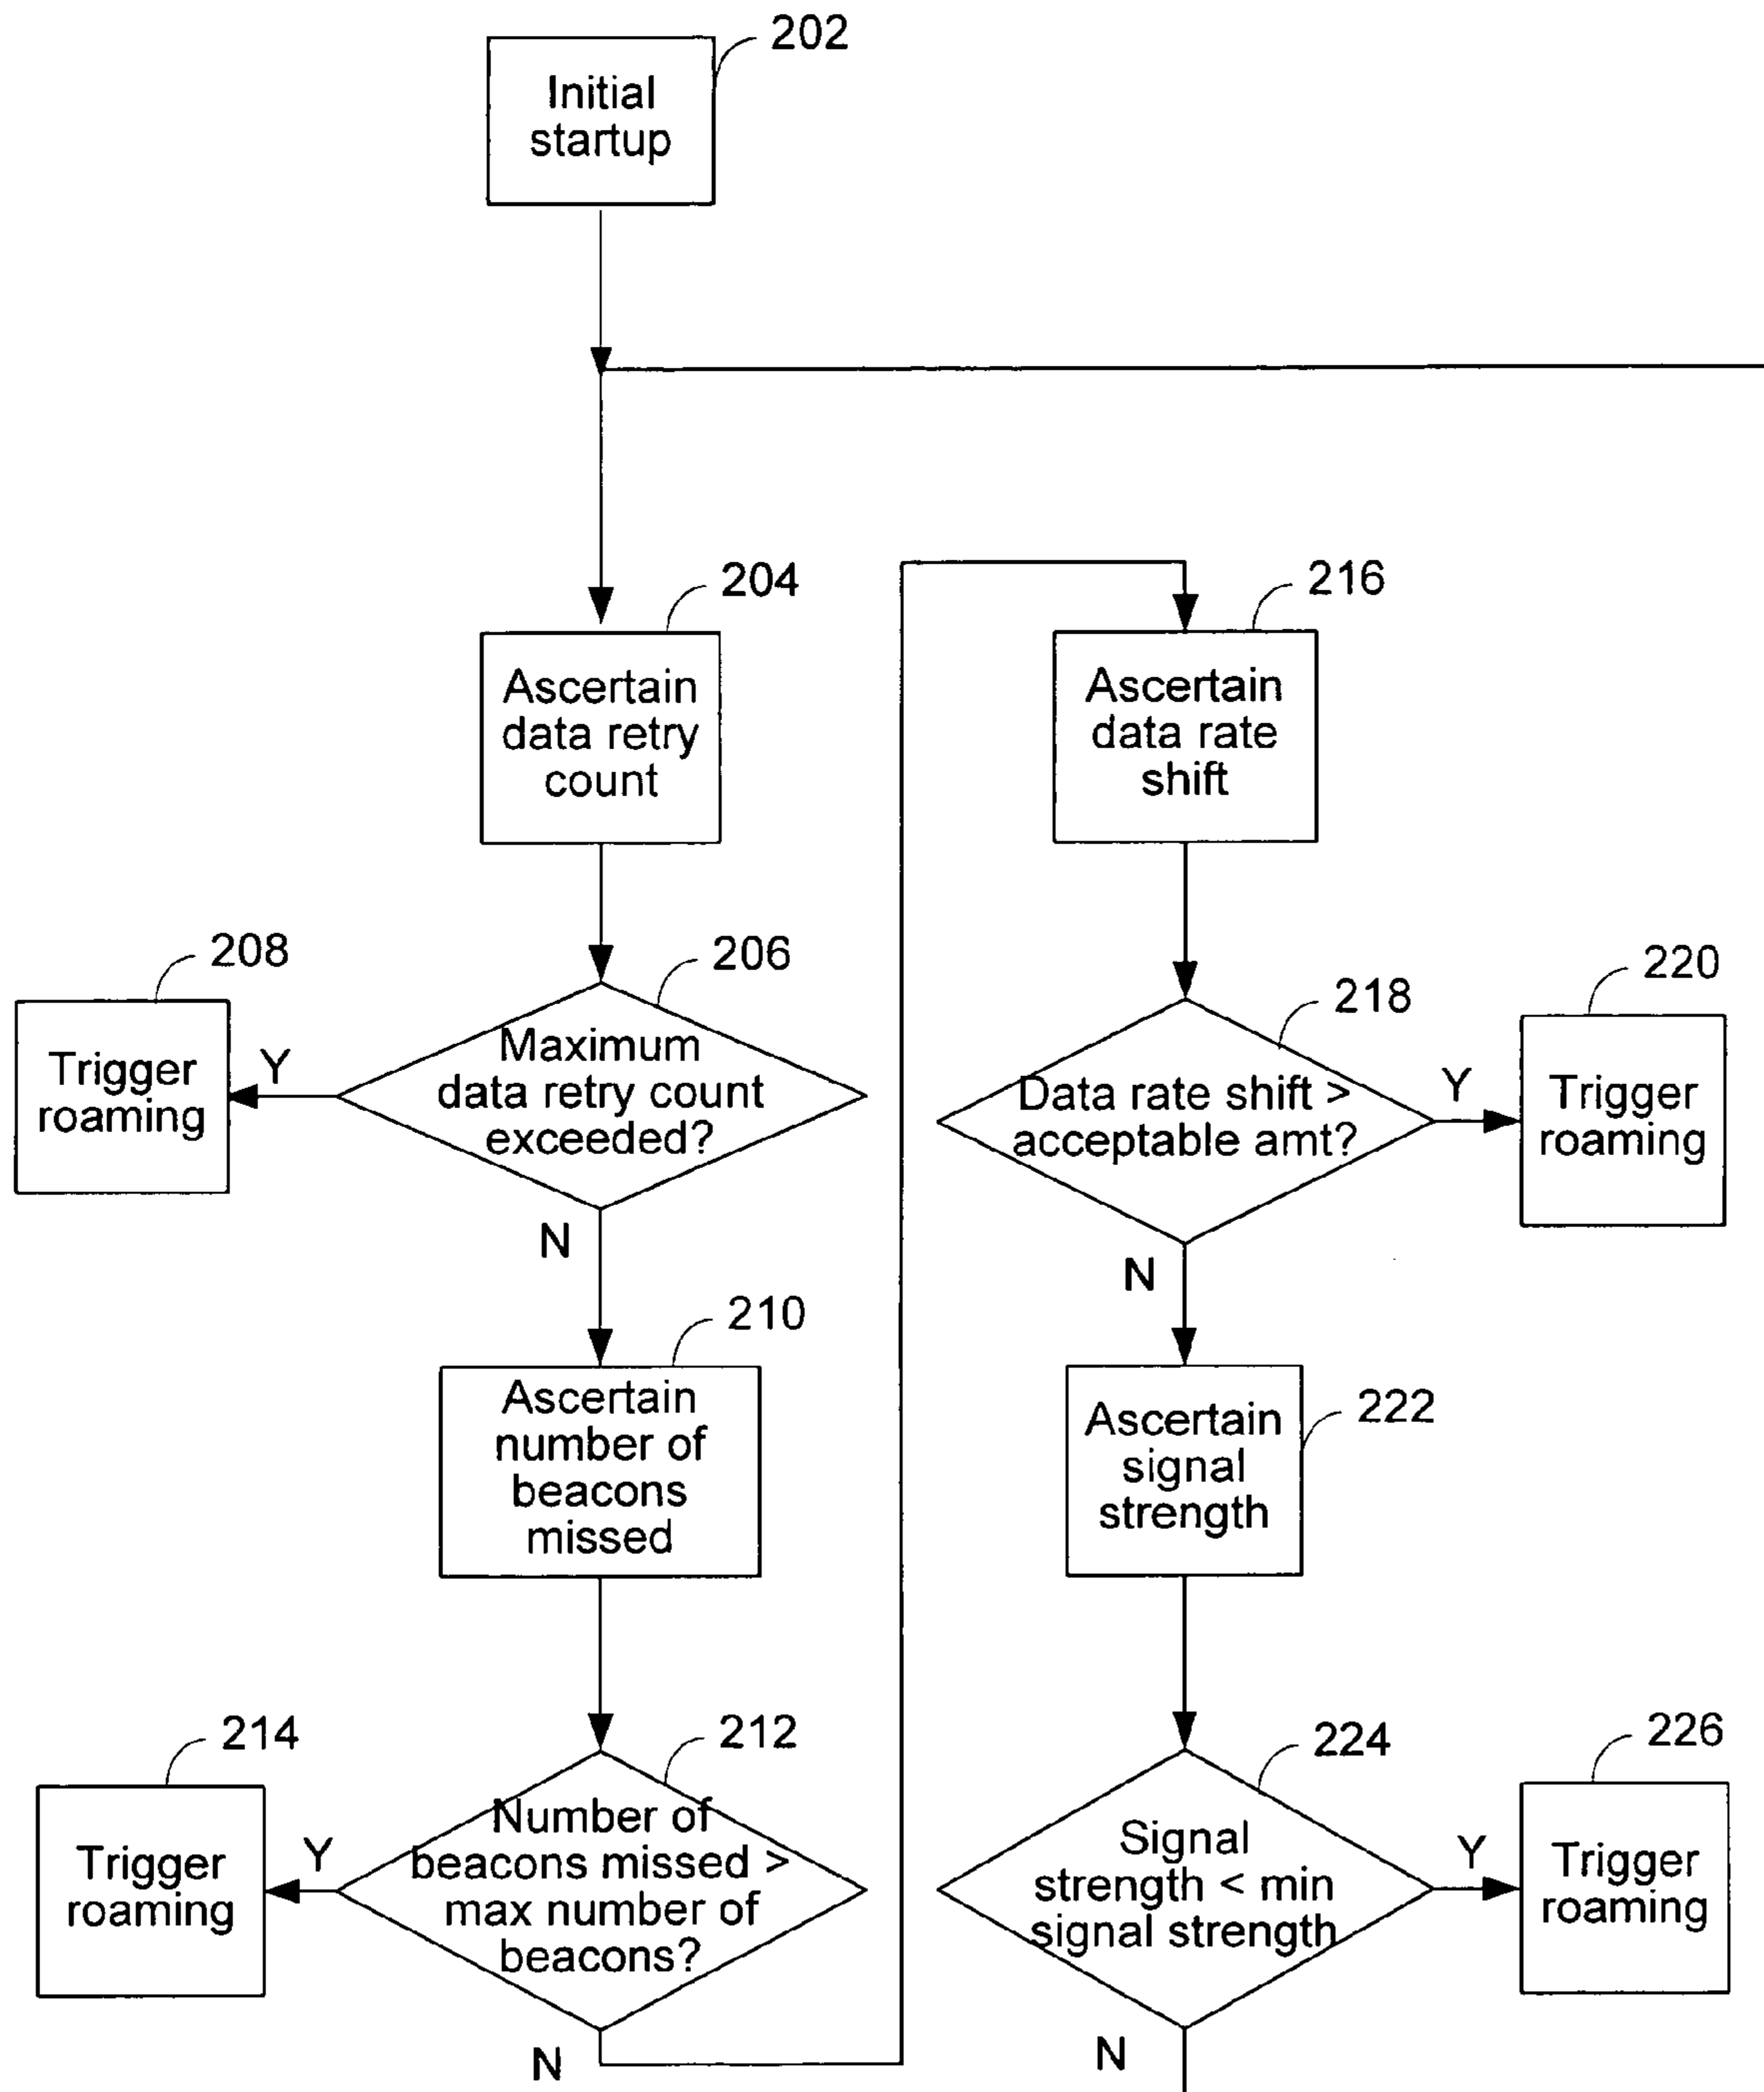 202
Initial
startup
204
Ascertain
data retry
count
206
Maximum
data retry count
exceeded?
Y
208
Trigger
roaming
N
210
Ascertain
number of
beacons
missed
212
Number of
beacons missed >
max number of
beacons?
Y
214
Trigger
roaming
N
216
Ascertain
data rate
shift
218
Data rate shift >
acceptable amt?
Y
220
Trigger
roaming
N
222
Ascertain
signal
strength
224
Signal
strength < min
signal strength
Y
226
Trigger
roaming
N